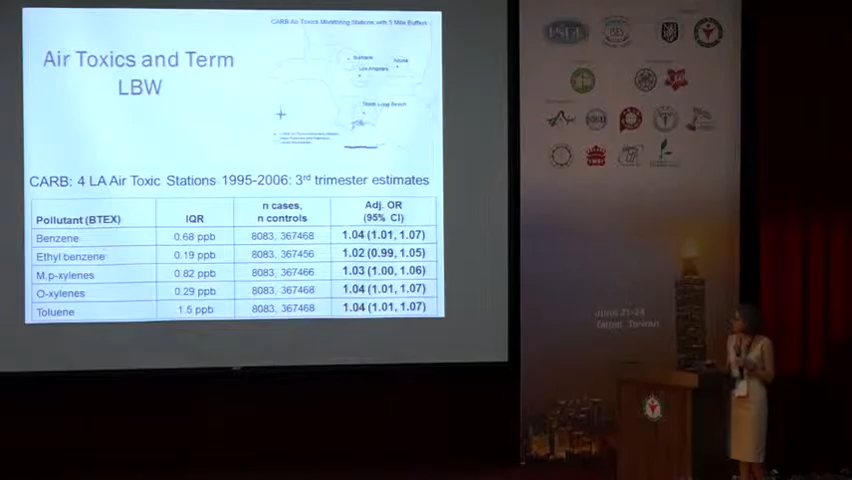 CARB Air Toxics Monitoring Stations with 5 Mile Buffers
Air Toxics and Term
LBW
Burbank
Los Angeles
North Long Beach
CARB: 4 LA Air Toxic Stations 1995-2006: 3rd trimester estimates
Pollutant (BTEX) IQR n cases, n controls Adj. OR (95% CI)
Benzene 0.68 ppb 8083, 367468 1.04 (1.01, 1.07)
Ethyl benzene 0.19 ppb 8083, 367456 1.02 (0.99, 1.05)
M,p-xylenes 0.82 ppb 8083, 367466 1.03 (1.00, 1.06)
O-xylenes 0.29 ppb 8083, 367468 1.04 (1.01, 1.07)
Toluene 1.5 ppb 8083, 367468 1.04 (1.01, 1.07)
ISES
June 21-24
Taipei, Taiwan